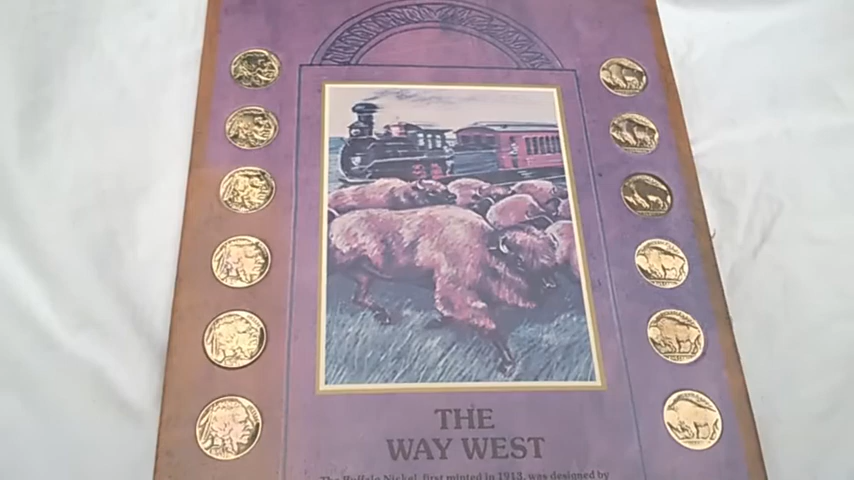 THE
WAY WEST
The Buffalo Nickel, first minted in 1913, was designed by